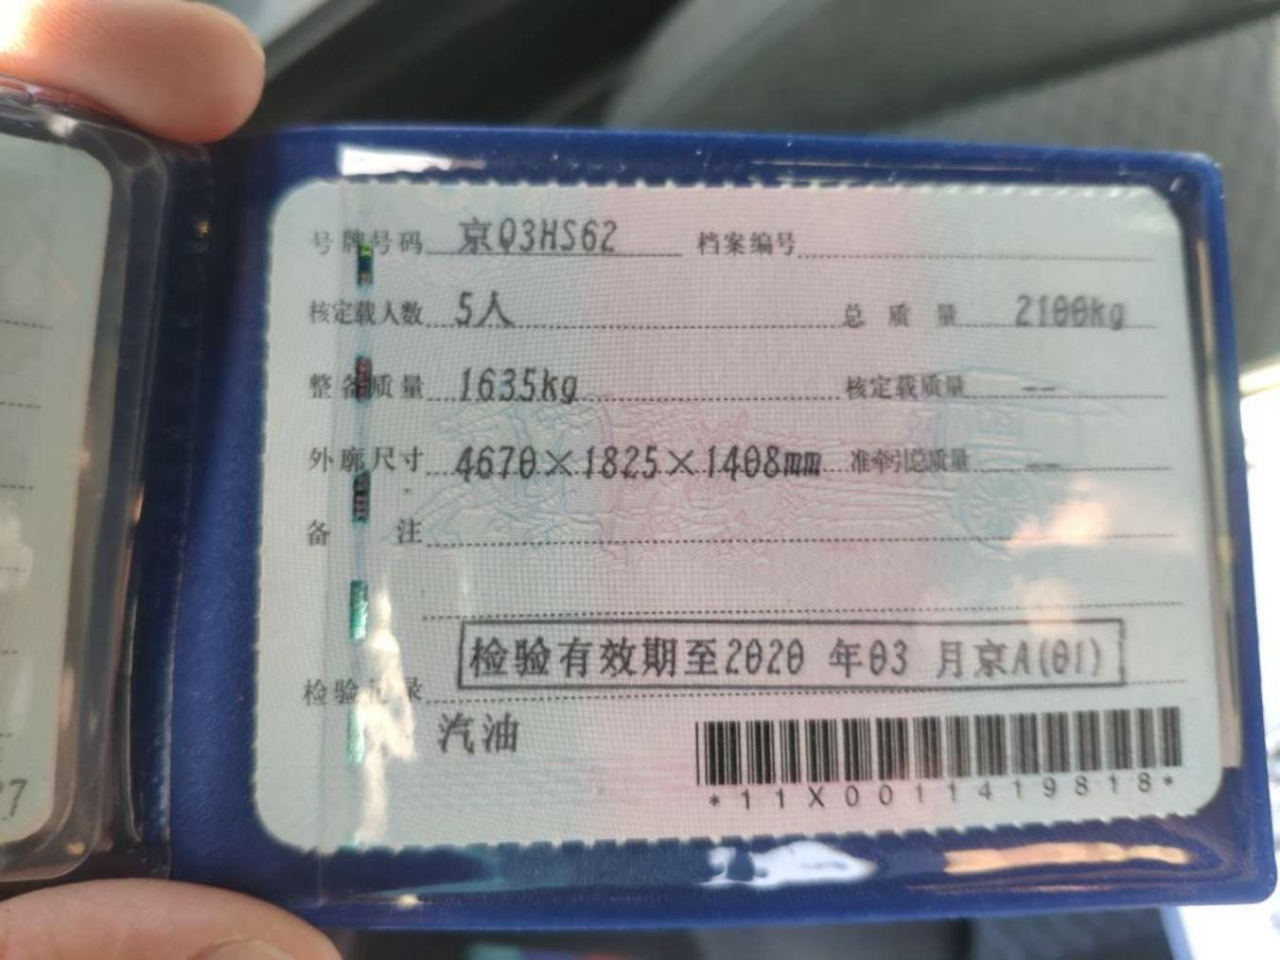 号牌号码 京Q3HS62 档案编号
核定载人数 5人 总质量 2100kg
整备质量 1635kg 核定载质量 --
外廓尺寸 4670×1825×1408mm 准牵引总质量 --
备注
检验有效期至2020 年03 月京A(01)
检验记录
汽油
*11X0011419818*
7